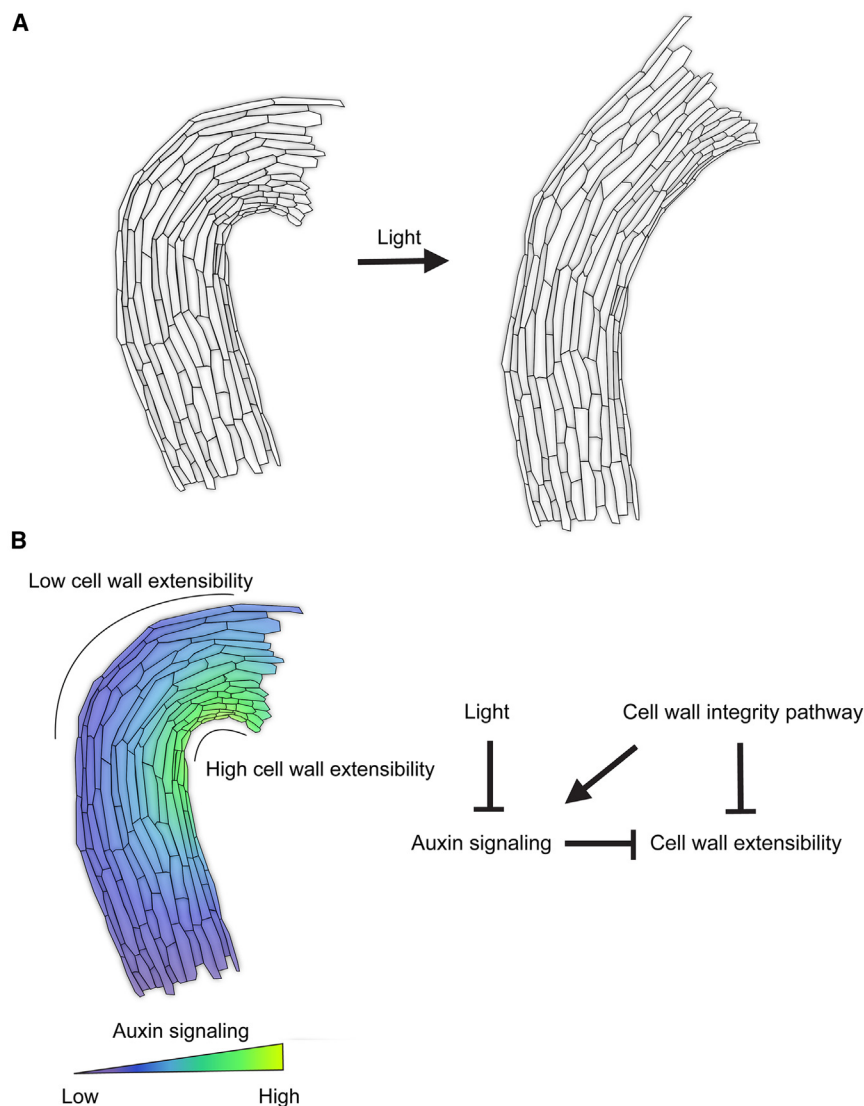 A
Light
B
Low cell wall extensibility
High cell wall extensibility
Light
Cell wall integrity pathway
Auxin signaling
Cell wall extensibility
Auxin signaling
Low
High